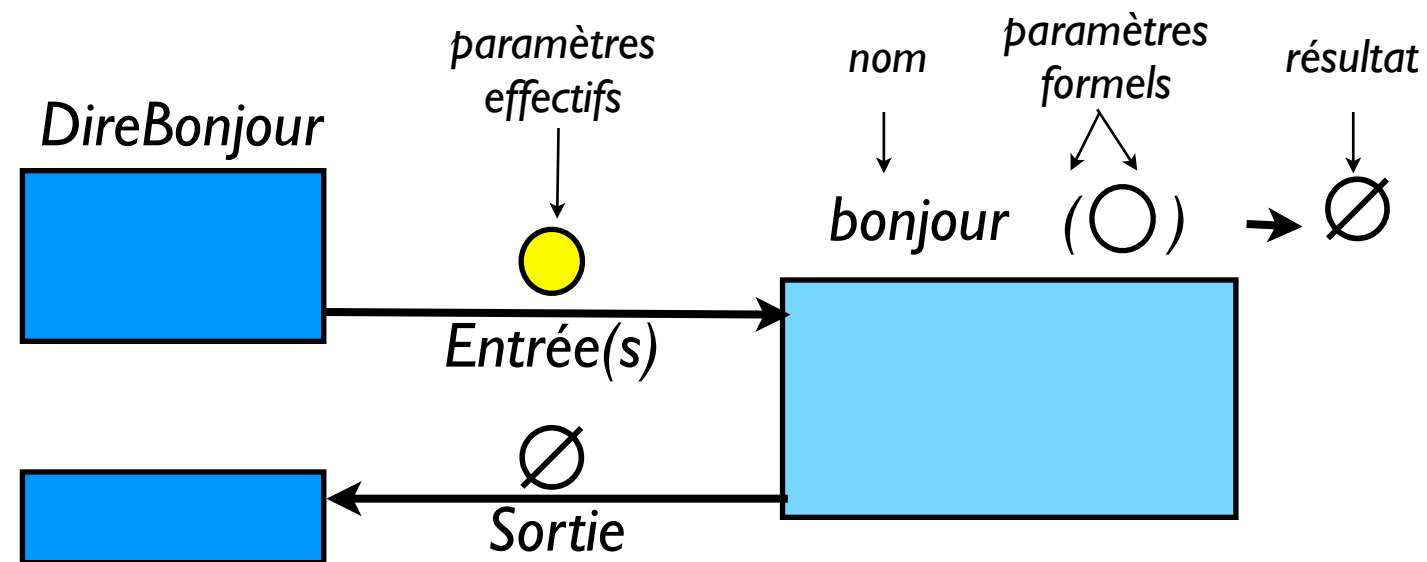 paramètres
effectifs
nom
paramètres
formels
résultat
DireBonjour
bonjour ( ) → ∅
Entrée(s)
∅
Sortie